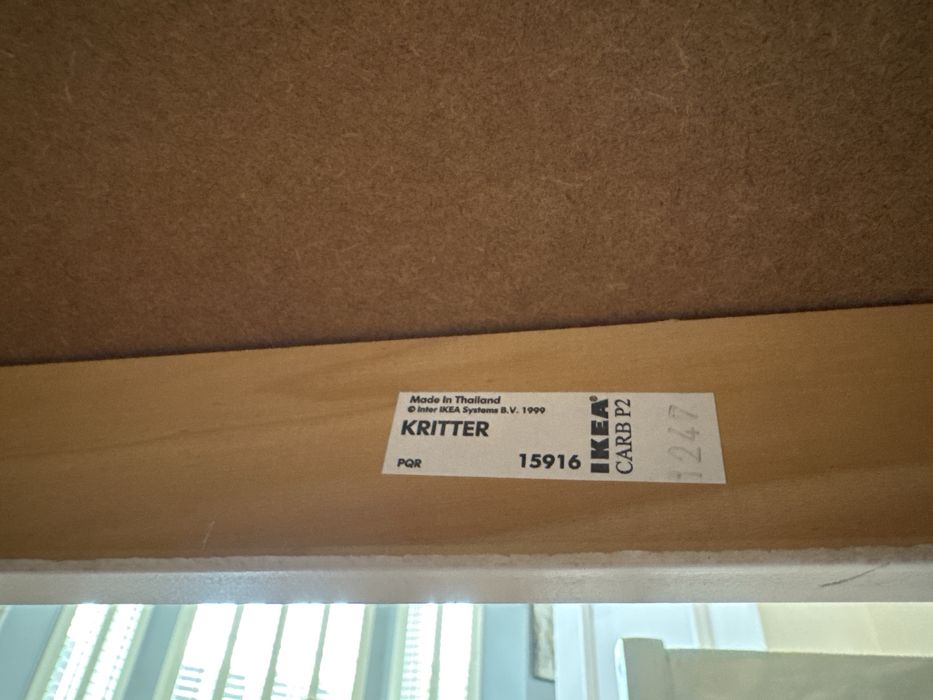 Made in Thailand
© Inter IKEA Systems B.V. 1999
KRITTER
PQR
15916
IKEA®
CARB P2
1247